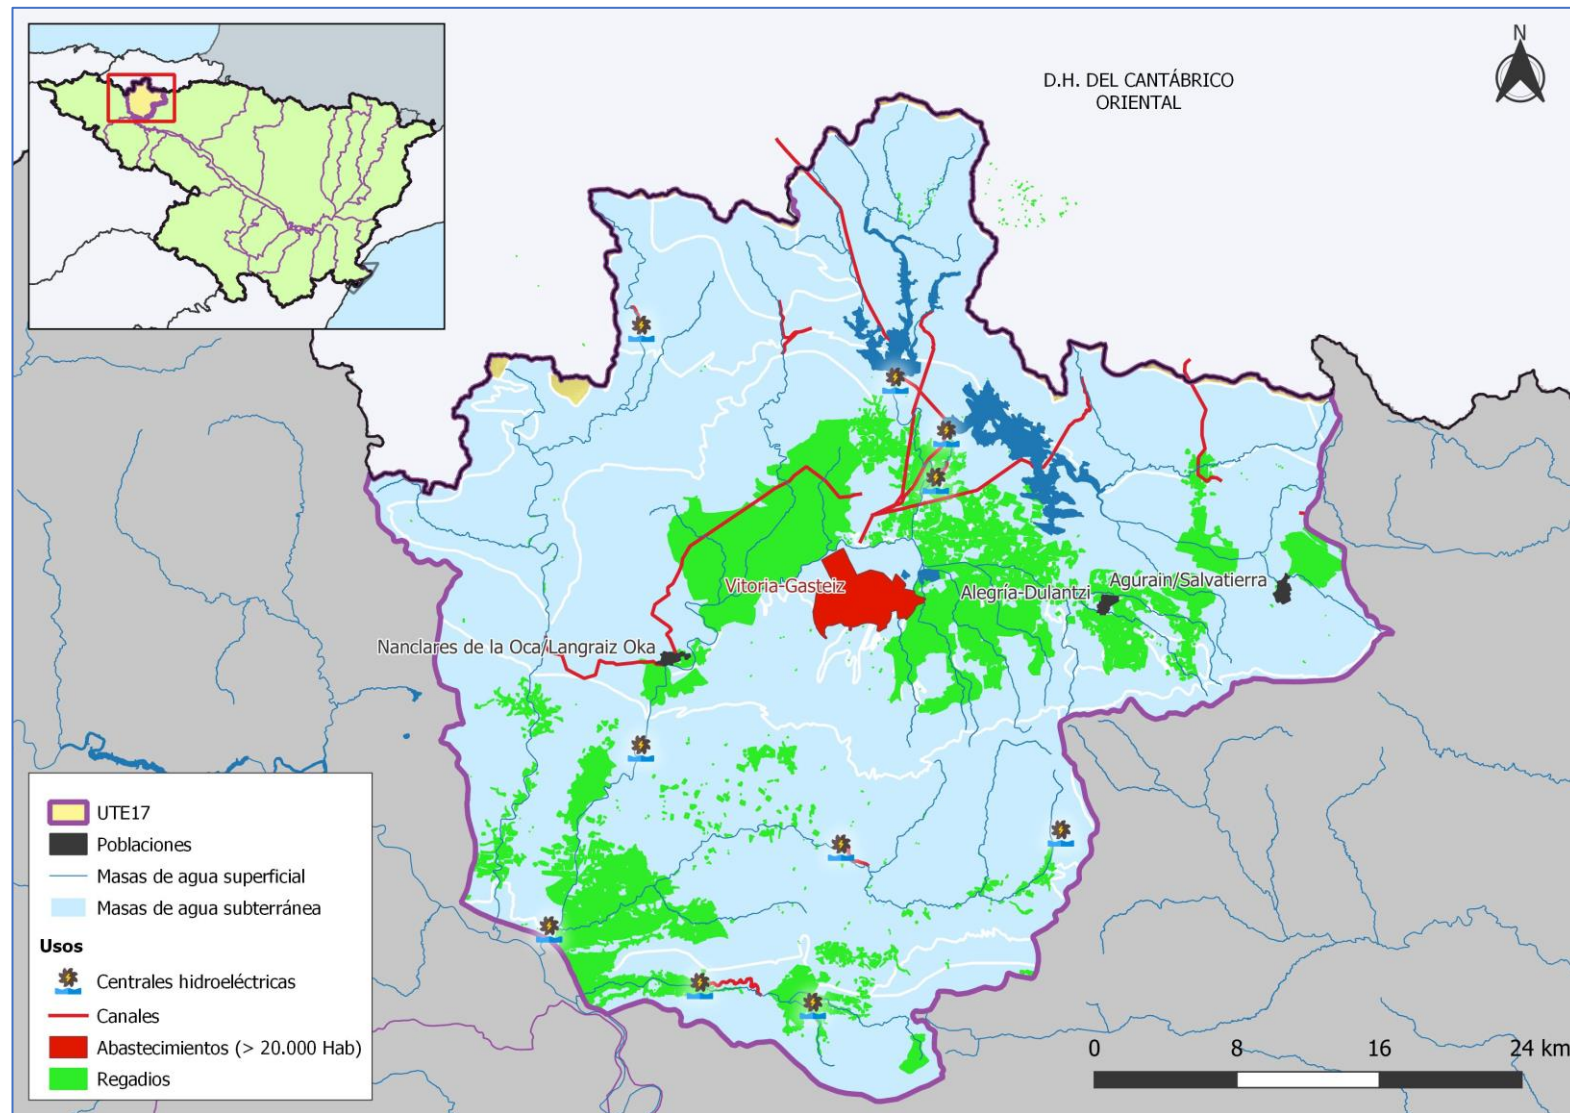 D.H. DEL CANTÁBRICO
ORIENTAL
N
Vitoria-Gasteiz
Alegría-Dulantzi
Agurain/Salvatierra
Nanclares de la Oca/Langraiz Oka
UTE17
Poblaciones
Masas de agua superficial
Masas de agua subterránea
Usos
Centrales hidroeléctricas
Canales
Abastecimientos (> 20.000 Hab)
Regadios
0 8 16 24 km